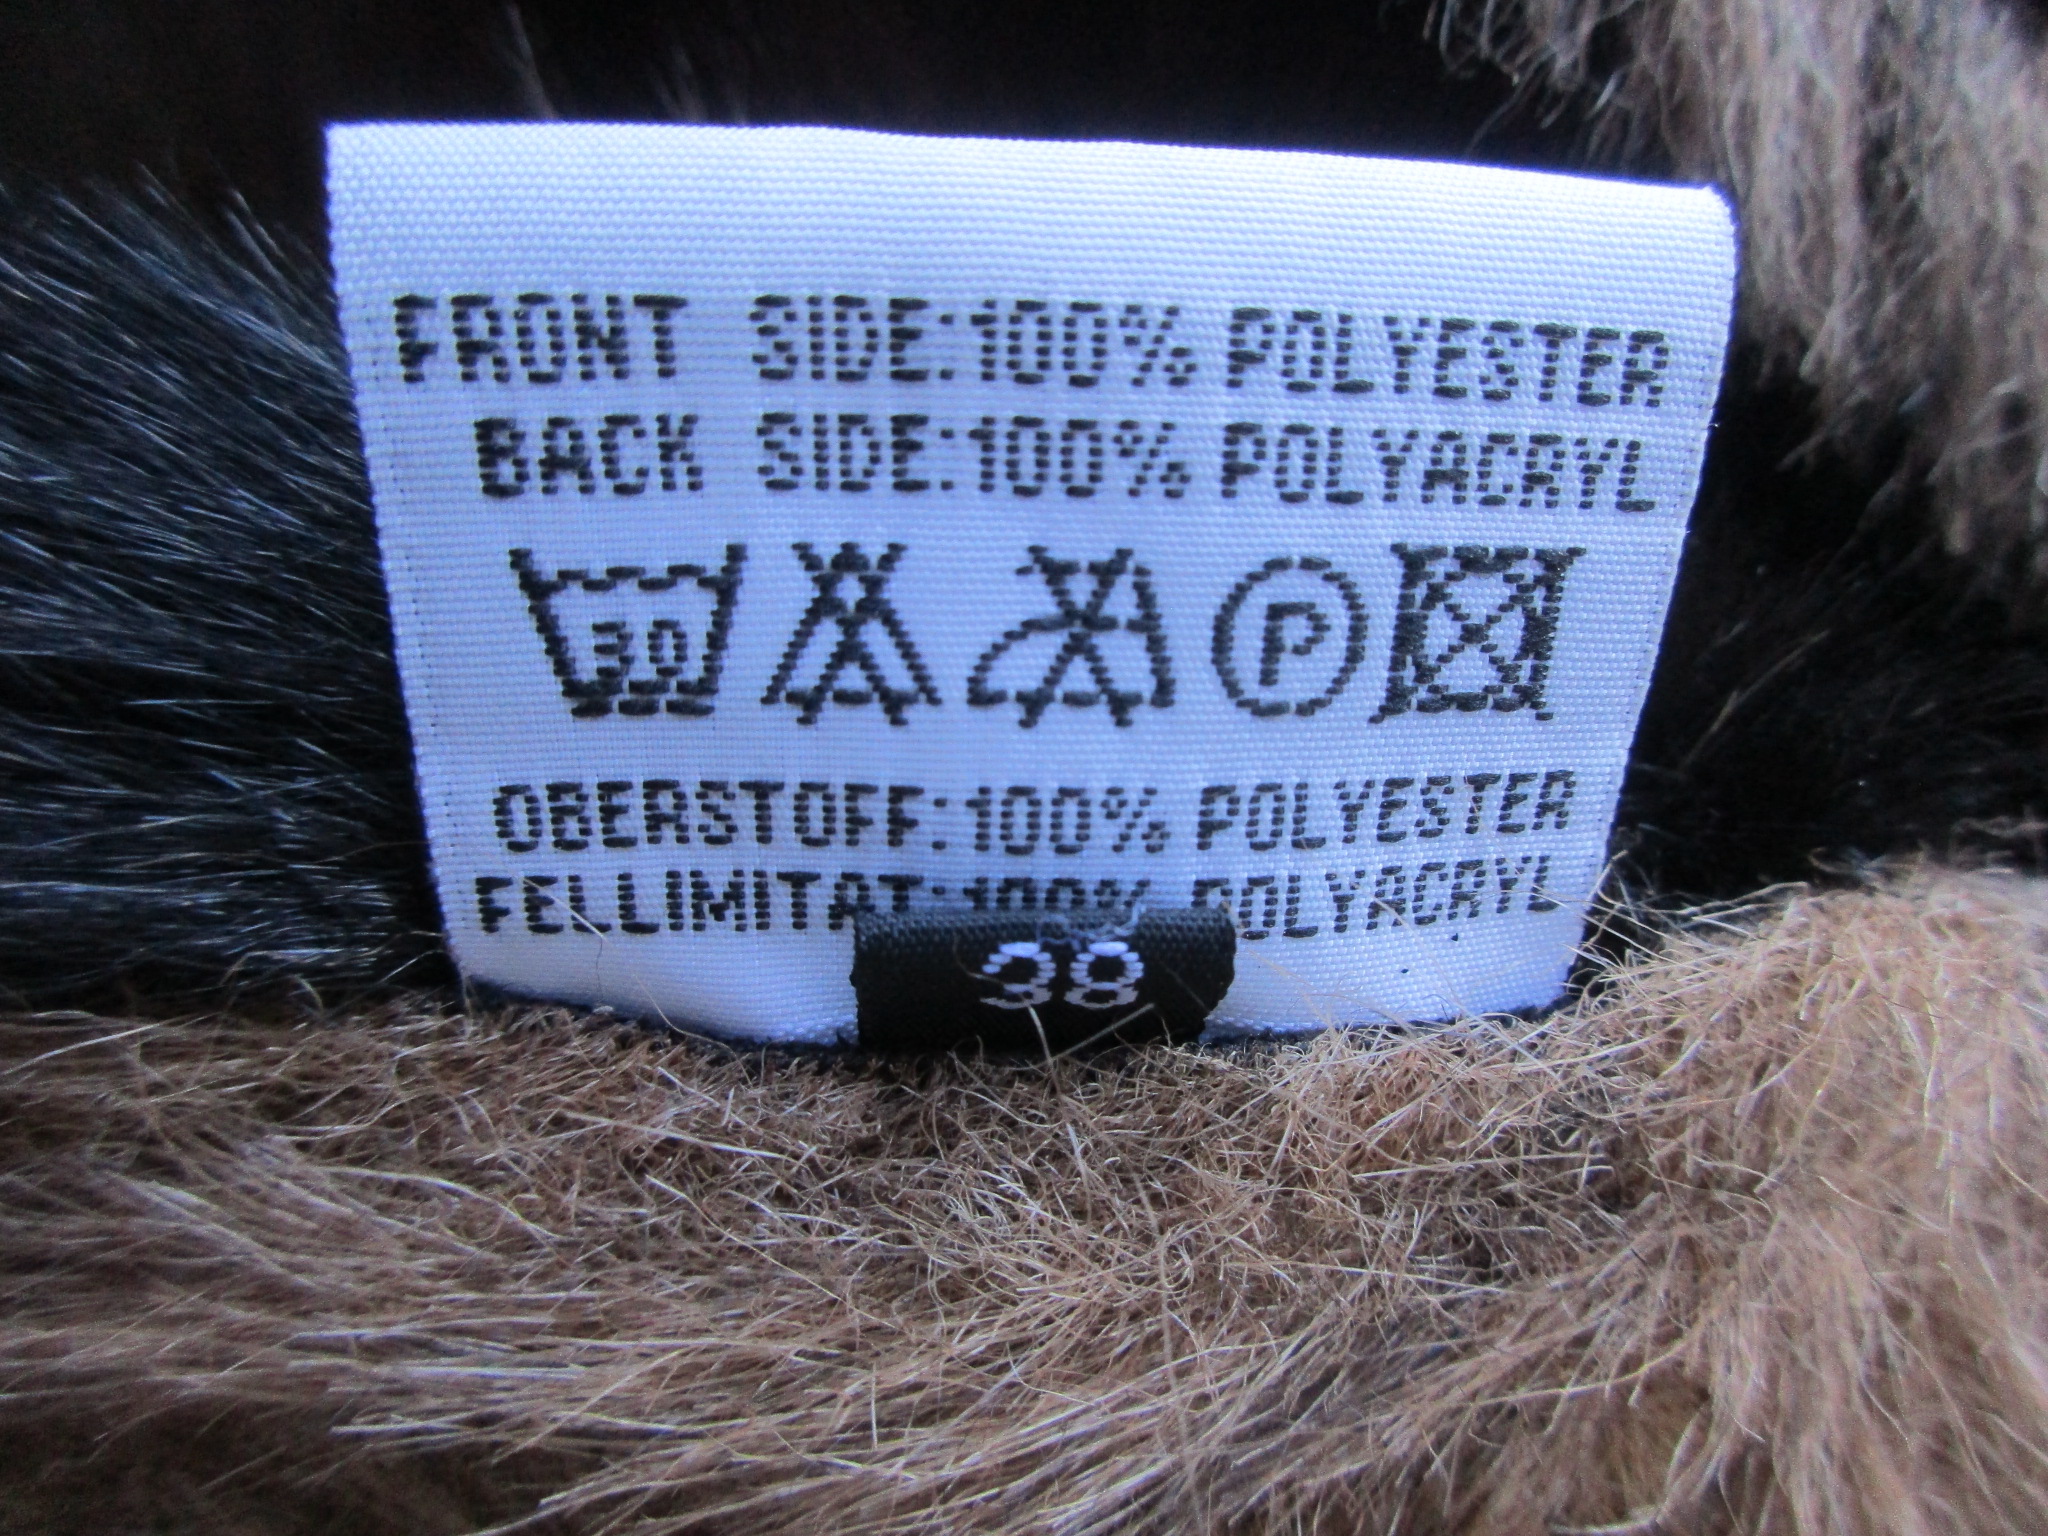 FRONT SIDE:100% POLYESTER
BACK SIDE:100% POLYACRYL
30 P
OBERSTOFF:100% POLYESTER
FELLIMITAT:100% POLYACRYL
38